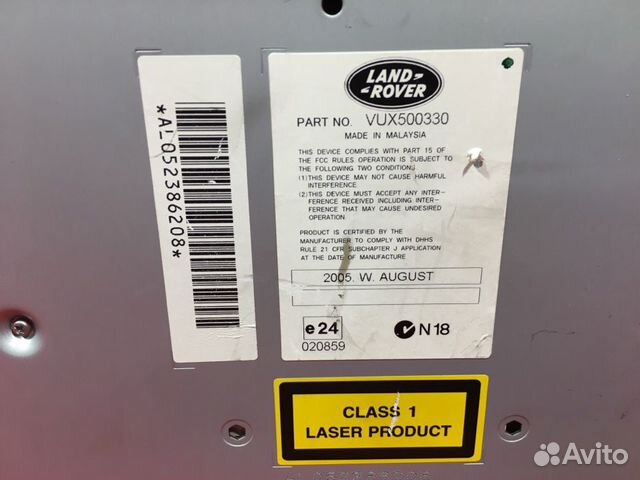 *AL052386208*
LAND-
-ROVER
PART NO. VUX500330
MADE IN MALAYSIA
THIS DEVICE COMPLIES WITH PART 15 OF
THE FCC RULES OPERATION IS SUBJECT TO
THE FOLLOWING TWO CONDITIONS
(1)THIS DEVICE MAY NOT CAUSE HARMFUL
INTERFERENCE
(2)THIS DEVICE MUST ACCEPT ANY INTER-
FERENCE RECEIVED INCLUDING INTER-
FERENCE THAT MAY CAUSE UNDESIRED
OPERATION.
PRODUCT IS CERTIFIED BY THE
MANUFACTURER TO COMPLY WITH DHHS
RULE 21 CFR SUBCHAPTER J APPLICATION
AT THE DATE OF MANUFACTURE
2005. W. AUGUST
e24
020859
N18
CLASS 1
LASER PRODUCT
Avito